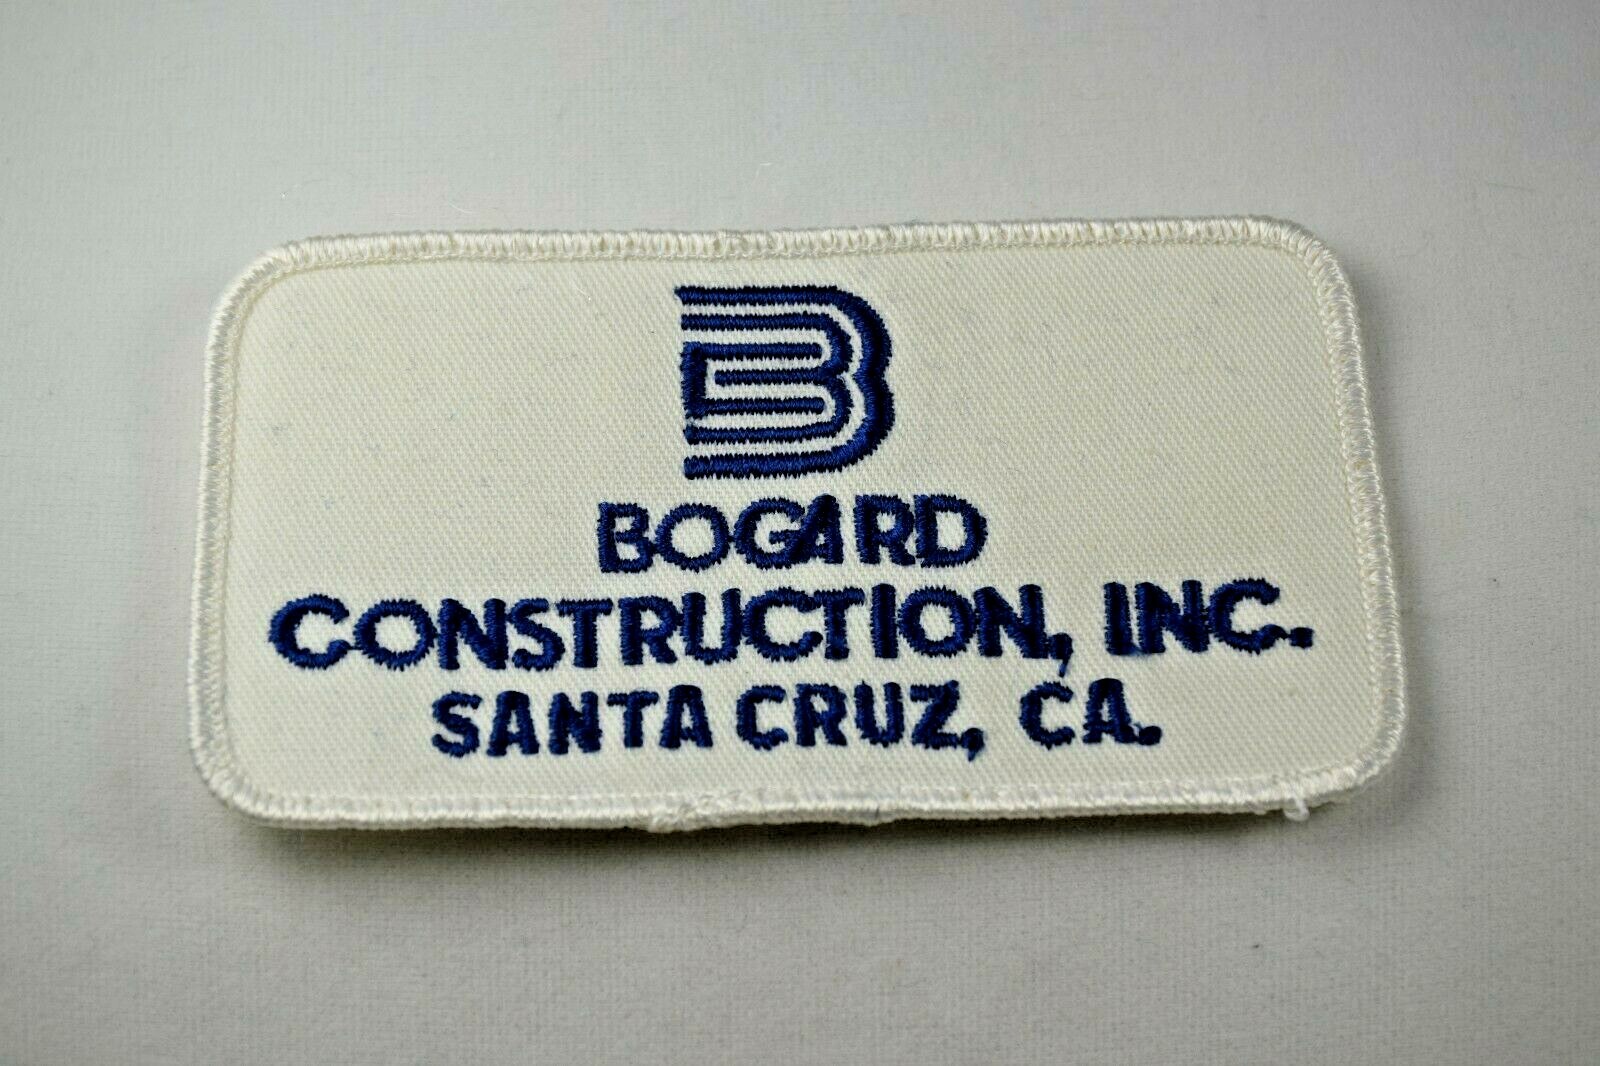 B
BOGARD
CONSTRUCTION, INC.
SANTA CRUZ, CA.